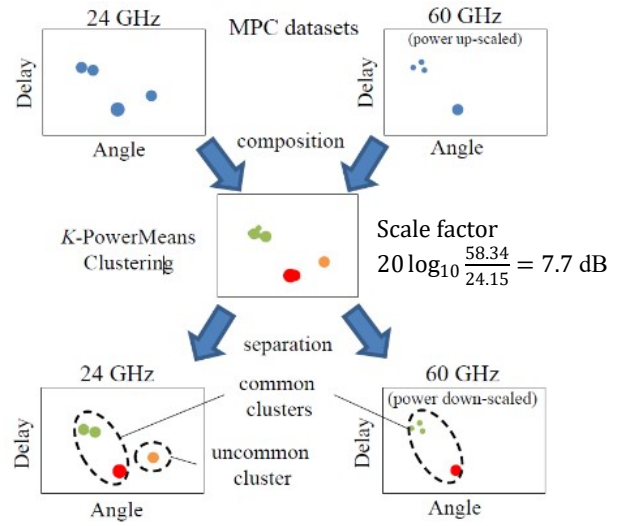 24 GHz
MPC datasets
60 GHz
(power up-scaled)
Delay
Delay
Angle
composition
Angle
K-PowerMeans
Clustering
Scale factor
20 log₁₀ 58.34/24.15 = 7.7 dB
separation
24 GHz
60 GHz
common
clusters
(power down-scaled)
Delay
Delay
uncommon
cluster
Angle
Angle